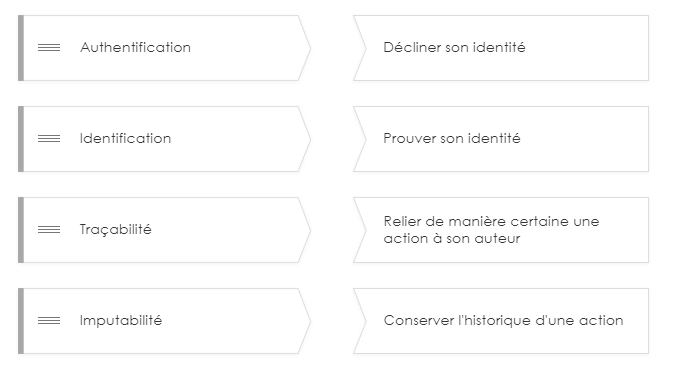 Authentification
Décliner son identité
Identification
Prouver son identité
Traçabilité
Relier de manière certaine une
action à son auteur
Imputabilité
Conserver l'historique d'une action